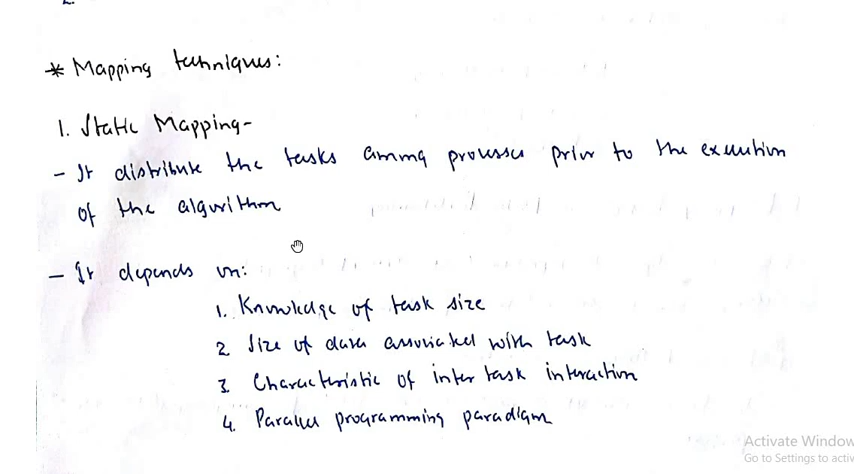 * Mapping techniques:
1. Static Mapping-
- It distribute the tasks among processes prior to the execution
of the algorithm
- It depends on:
1. Knowledge of task size
2 Size of data associated with task
3 Characteristic of inter task interaction
4. Parallel programming paradigm
Activate Window
Go to Settings to activ